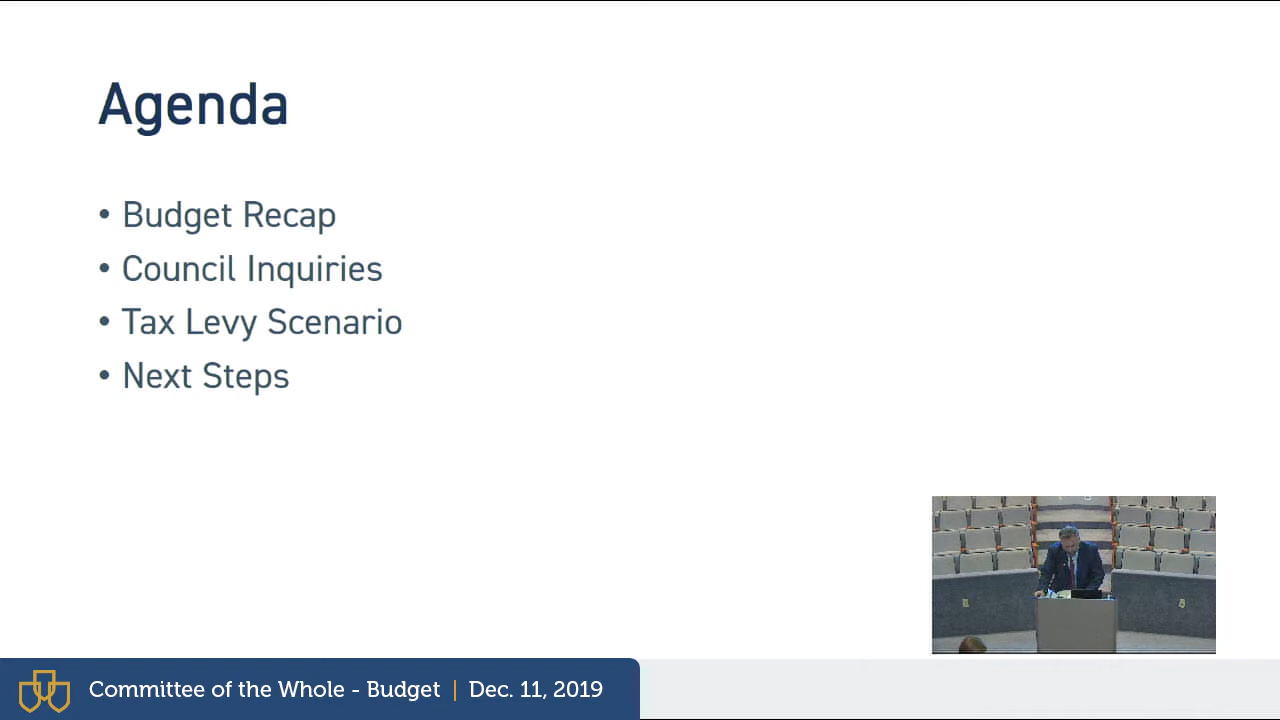 Agenda
• Budget Recap
• Council Inquiries
• Tax Levy Scenario
• Next Steps
Committee of the Whole - Budget | Dec. 11, 2019